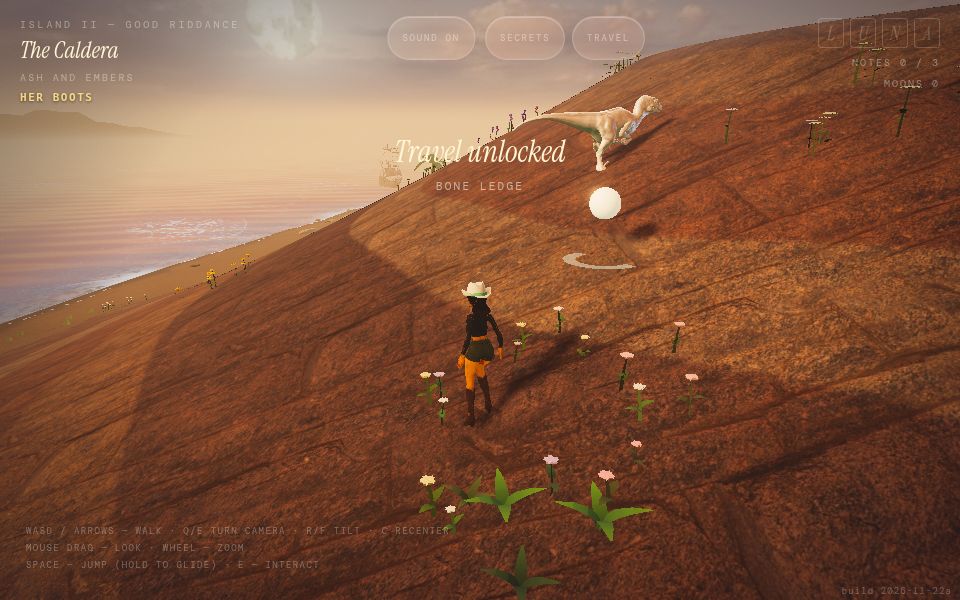 ISLAND II — GOOD RIDDANCE
The Caldera
ASH AND EMBERS
HER BOOTS
SOUND ON
SECRETS
TRAVEL
L U N A
NOTES 0 / 3
MOONS 0
Travel unlocked
BONE LEDGE
WASD / ARROWS — WALK · Q/E TURN CAMERA · R/F TILT · C RECENTER
MOUSE DRAG — LOOK · WHEEL — ZOOM
SPACE — JUMP (HOLD TO GLIDE) · E — INTERACT
build 2026-11-22a